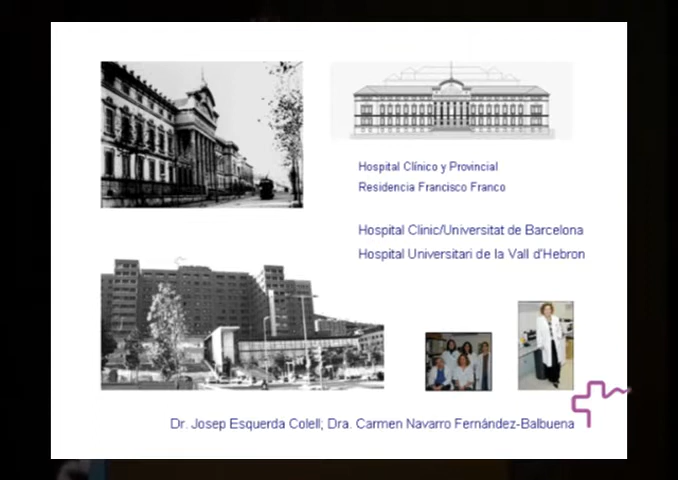 Hospital Clínico y Provincial
Residencia Francisco Franco
Hospital Clinic/Universitat de Barcelona
Hospital Universitari de la Vall d'Hebron
Dr. Josep Esquerda Colell; Dra. Carmen Navarro Fernández-Balbuena